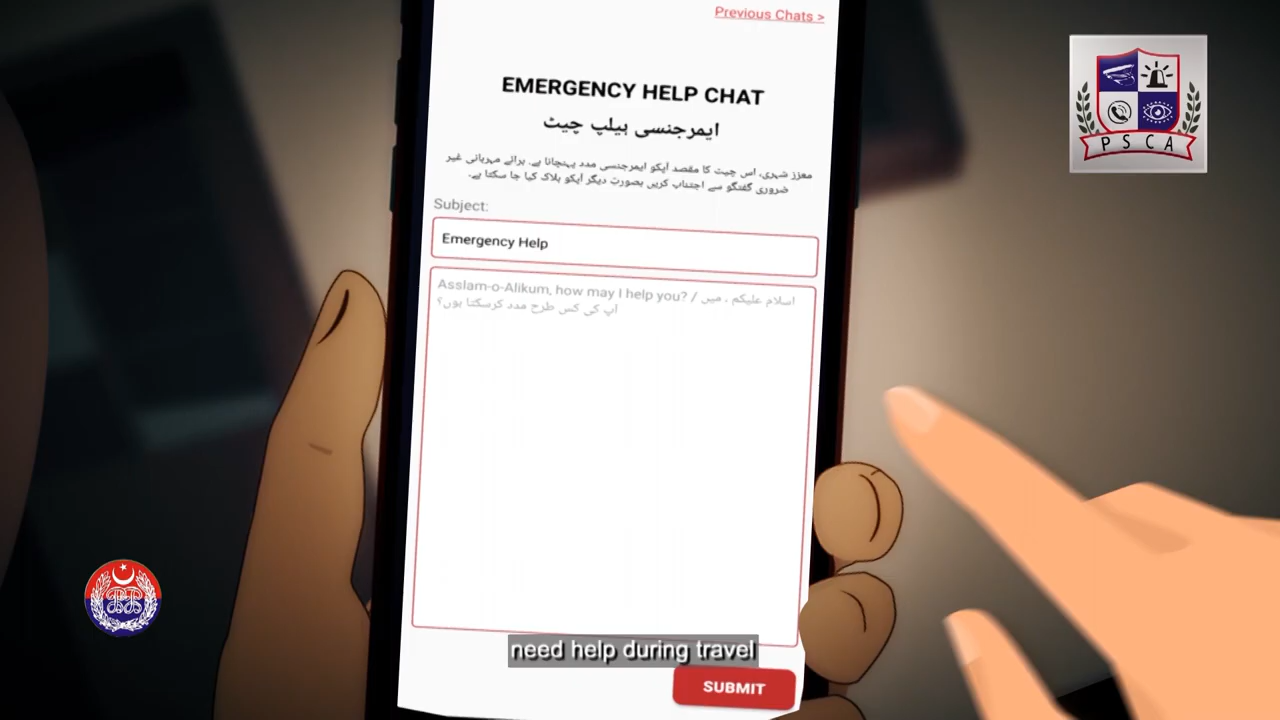 Previous Chats >
EMERGENCY HELP CHAT
ایمرجنسی ہیلپ چیٹ
معزز شہری، اس چیٹ کا مقصد آپکو ایمرجنسی مدد پہنچانا ہے۔ برائے مہربانی غیر
ضروری گفتگو سے اجتناب کریں بصورتِ دیگر آپکو بلاک کیا جا سکتا ہے۔
Subject:
Emergency Help
Asslam-o-Alikum, how may I help you? / اسلام علیکم ، میں
آپ کی کس طرح مدد کرسکتا ہوں؟
need help during travel
SUBMIT
PSCA